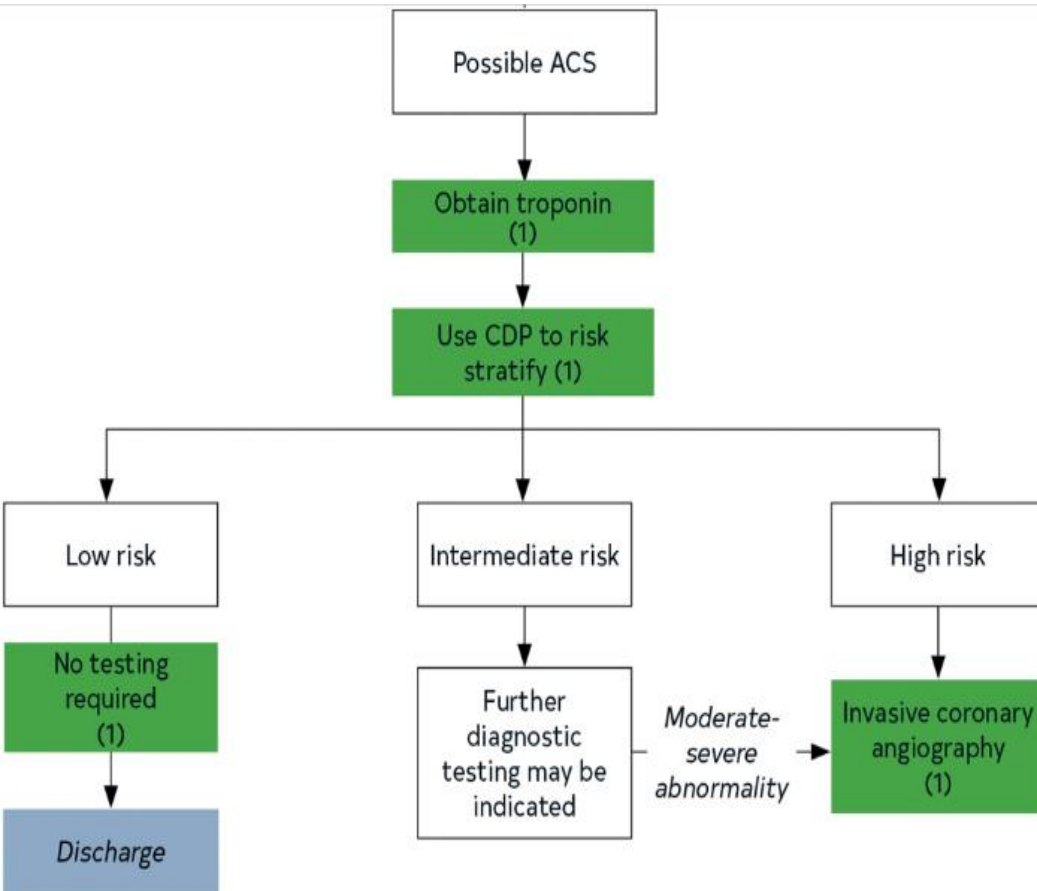 Possible ACS
Obtain troponin
(1)
Use CDP to risk
stratify (1)
Low risk
Intermediate risk
High risk
No testing
required
(1)
Further
diagnostic
testing may be
indicated
Moderate-
severe
abnormality
Invasive coronary
angiography
(1)
Discharge